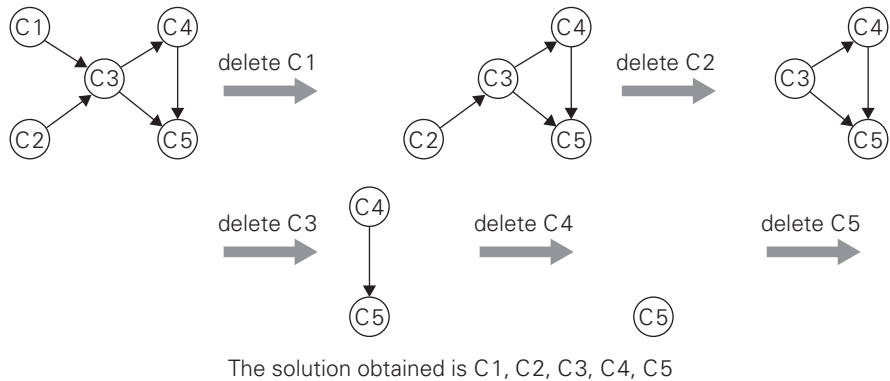 C1 C4 C4 C4
delete C1 delete C2
C3 C3 C3
C2 C5 C2 C5 C5
C4
delete C3 delete C4 delete C5
C5 C5
The solution obtained is C1, C2, C3, C4, C5